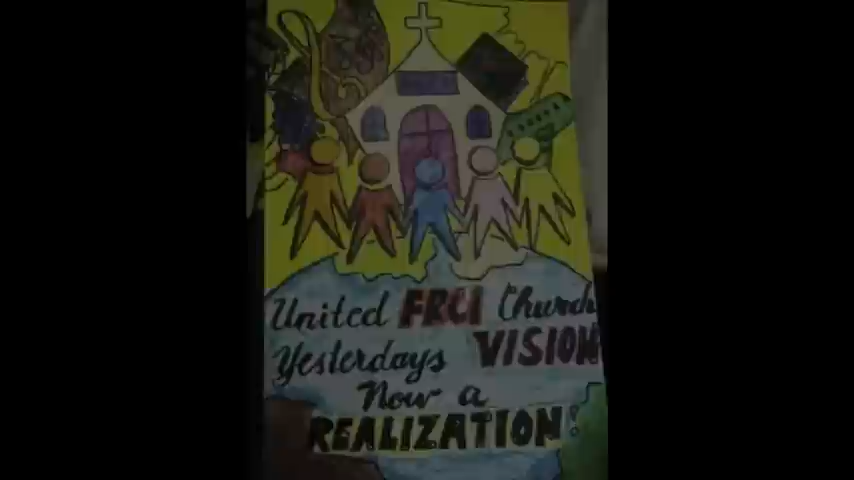 United FRCI Church
Yesterdays VISION
Now a
REALIZATION!